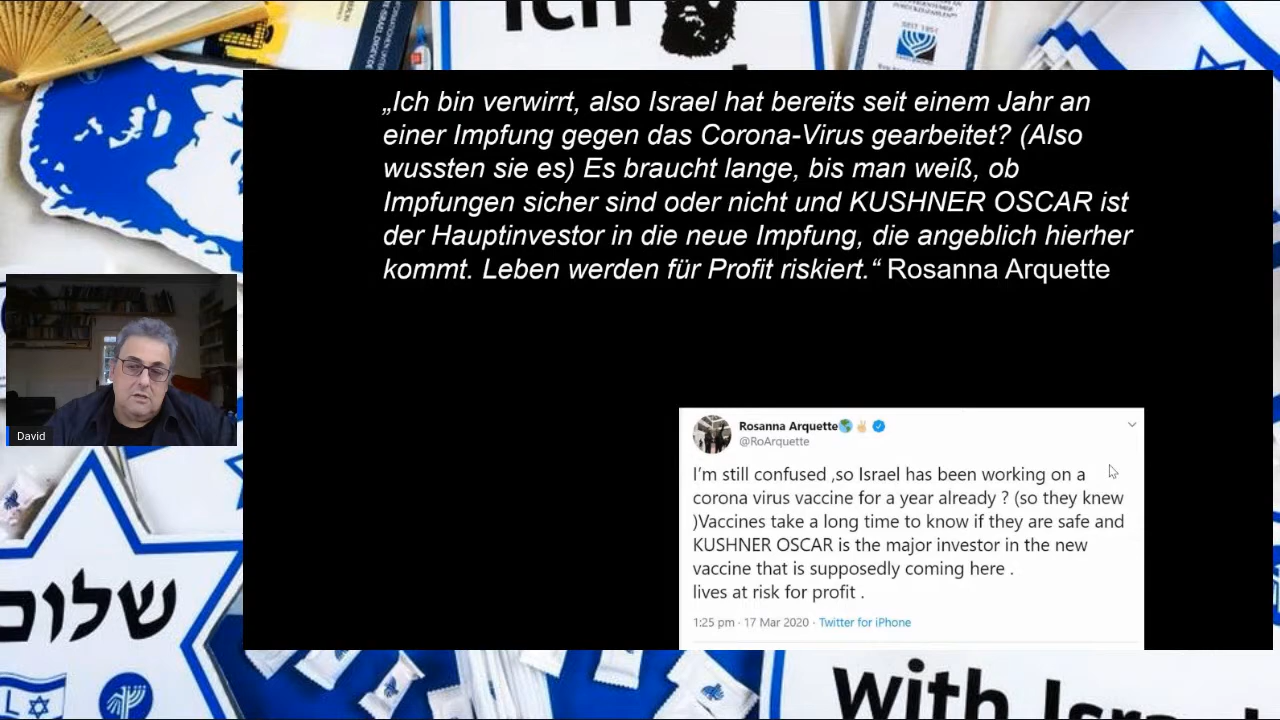 ich
SEIT 1951
„Ich bin verwirrt, also Israel hat bereits seit einem Jahr an
einer Impfung gegen das Corona-Virus gearbeitet? (Also
wussten sie es) Es braucht lange, bis man weiß, ob
Impfungen sicher sind oder nicht und KUSHNER OSCAR ist
der Hauptinvestor in die neue Impfung, die angeblich hierher
kommt. Leben werden für Profit riskiert.“ Rosanna Arquette
David
Rosanna Arquette🌎✌🏼
@RoArquette
I'm still confused ,so Israel has been working on a
corona virus vaccine for a year already ? (so they knew
)Vaccines take a long time to know if they are safe and
KUSHNER OSCAR is the major investor in the new
vaccine that is supposedly coming here .
lives at risk for profit .
1:25 pm · 17 Mar 2020 · Twitter for iPhone
שלום
with Israel